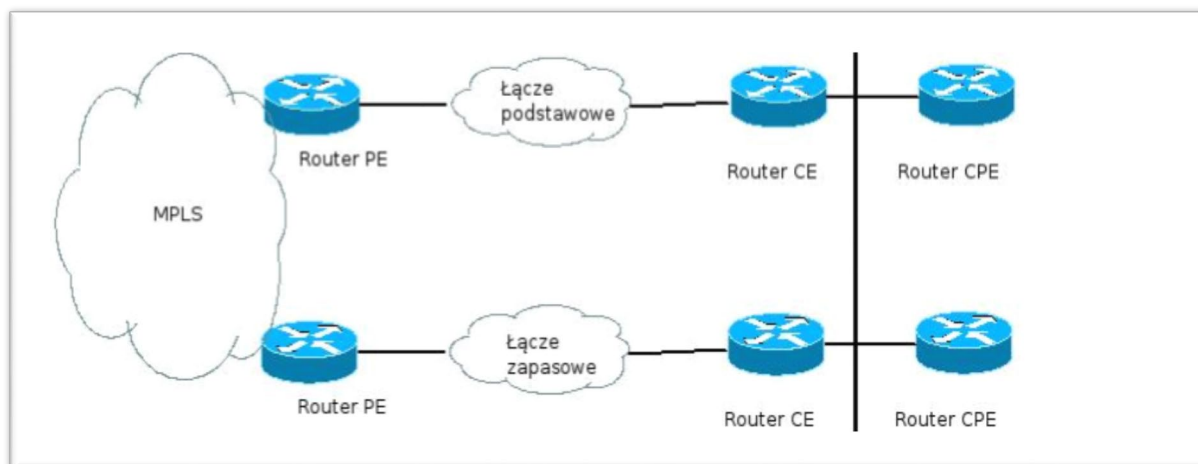 Łącze
podstawowe
Router PE
Router CE
Router CPE
MPLS
Łącze
zapasowe
Router PE
Router CE
Router CPE